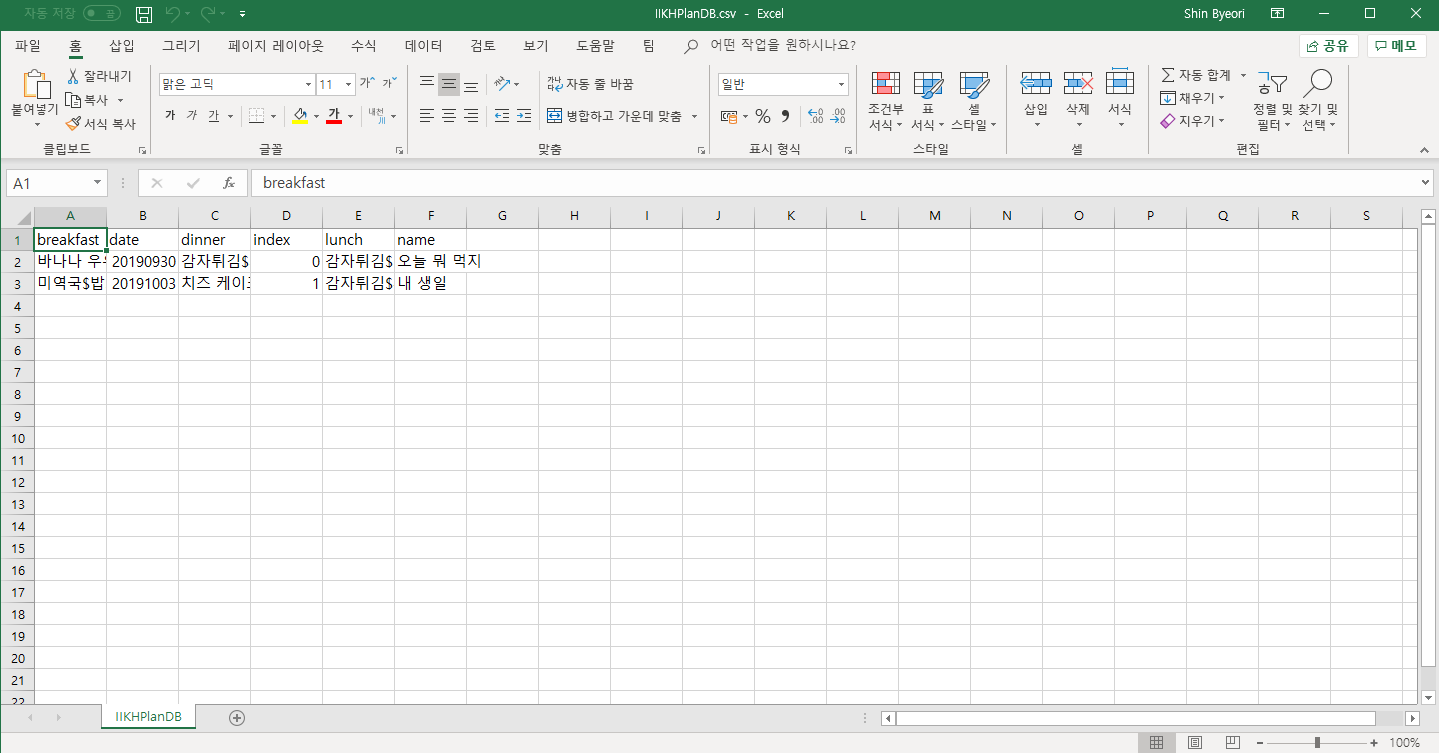 자동 저장 끔 IIKHPlanDB.csv - Excel Shin Byeori
파일 홈 삽입 그리기 페이지 레이아웃 수식 데이터 검토 보기 도움말 팀 어떤 작업을 원하시나요? 공유 메모
붙여넣기 잘라내기 복사 서식 복사
클립보드
맑은 고딕 11 가 가
가 가 가 가 내천
글꼴
자동 줄 바꿈
병합하고 가운데 맞춤
맞춤
일반
%
표시 형식
조건부 서식 표 서식 셀 스타일
스타일
삽입 삭제 서식
셀
자동 합계
채우기
지우기
정렬 및 필터 찾기 및 선택
편집
A1 fx breakfast
A B C D E F G H I J K L M N O P Q R S
1 breakfast date dinner index lunch name
2 바나나 20190930 감자튀김$ 0 감자튀김$ 오늘 뭐 먹지
3 미역국$밥 20191003 치즈 1 감자튀김$ 내 생일
4
5
6
7
8
9
10
11
12
13
14
15
16
17
18
19
20
21
22
IIKHPlanDB
100%